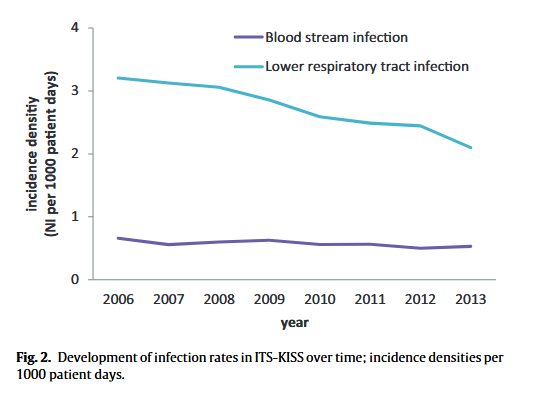 4
Blood stream infection
Lower respiratory tract infection
3
2
1
0
incidence densitiy
(NI per 1000 patient days)
2006 2007 2008 2009 2010 2011 2012 2013
year
Fig. 2. Development of infection rates in ITS-KISS over time; incidence densities per
1000 patient days.